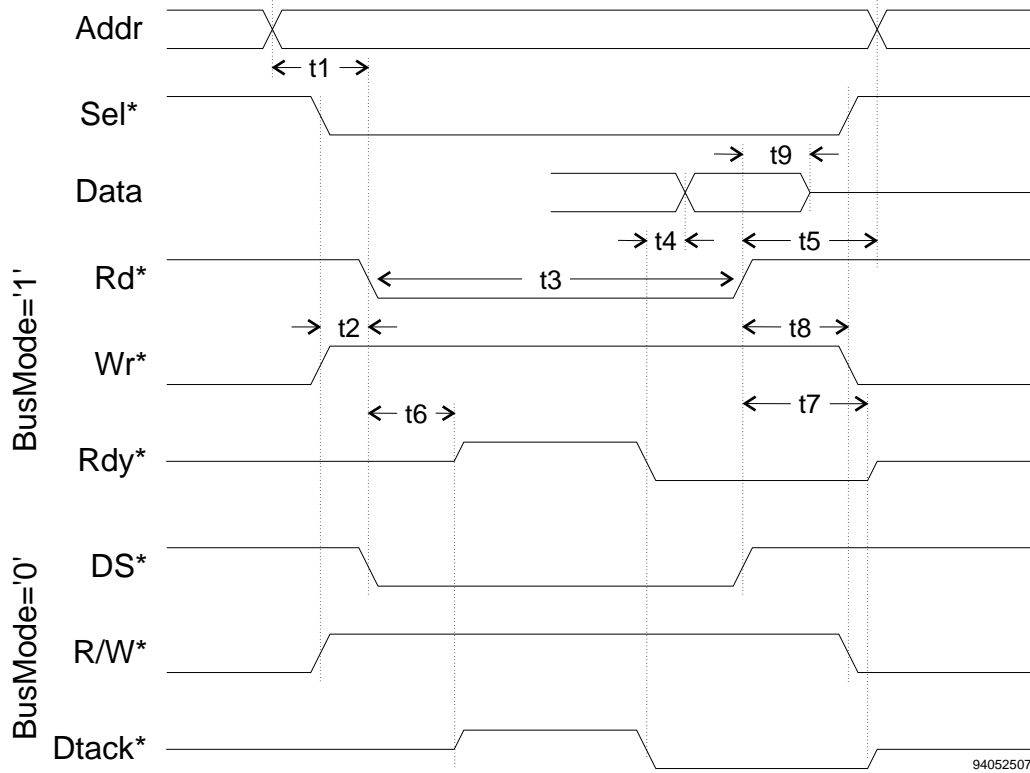 Addr
t1
Sel*
t9
Data
t4
t5
BusMode='1'
Rd*
t3
t2
t8
Wr*
t6
t7
Rdy*
BusMode='0'
DS*
R/W*
Dtack*
94052507